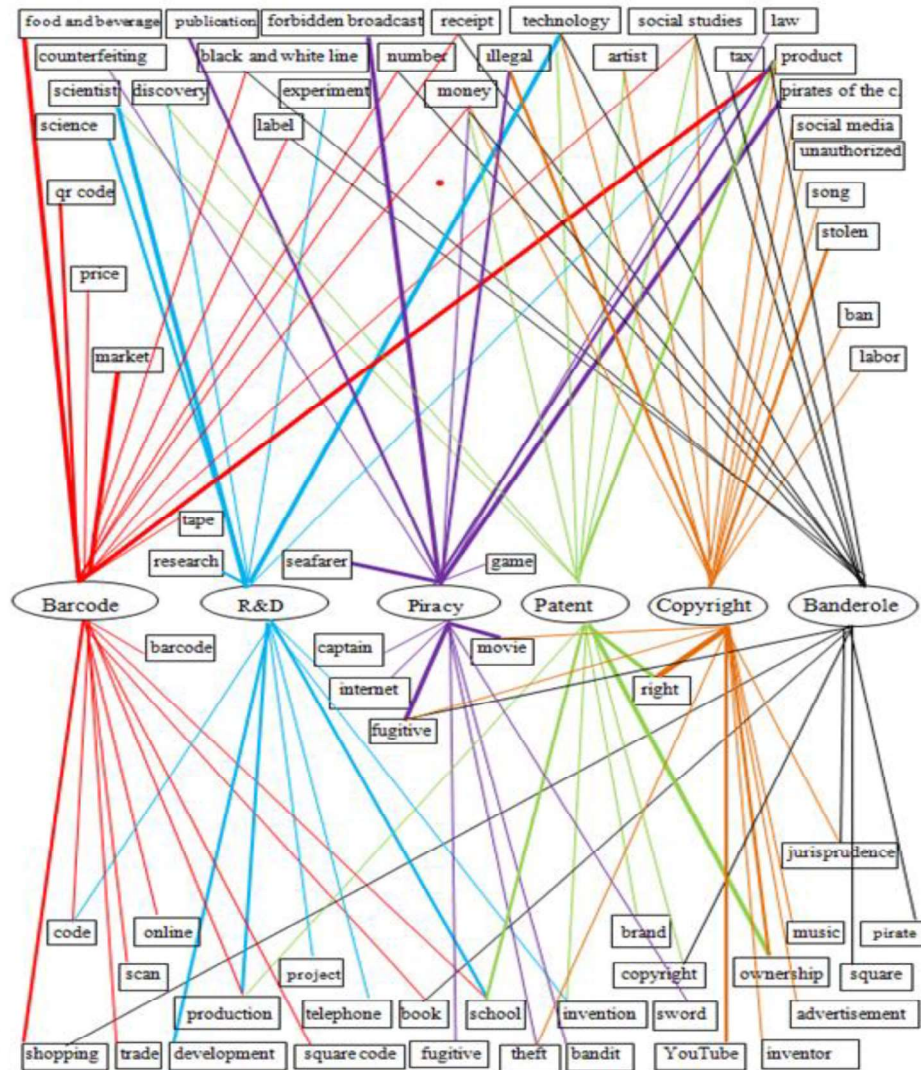 food and beverage
publication
forbidden broadcast
receipt
technology
social studies
law
counterfeiting
black and white line
number
illegal
artist
tax
product
scientist
discovery
experiment
money
pirates of the c.
science
label
social media
unauthorized
qr code
song
stolen
price
ban
market
labor
tape
research
seafarer
game
Barcode
R&D
Piracy
Patent
Copyright
Banderole
barcode
captain
movie
internet
right
fugitive
jurisprudence
code
online
brand
music
pirate
scan
project
copyright
ownership
square
production
telephone
book
school
invention
sword
advertisement
shopping
trade
development
square code
fugitive
theft
bandit
YouTube
inventor